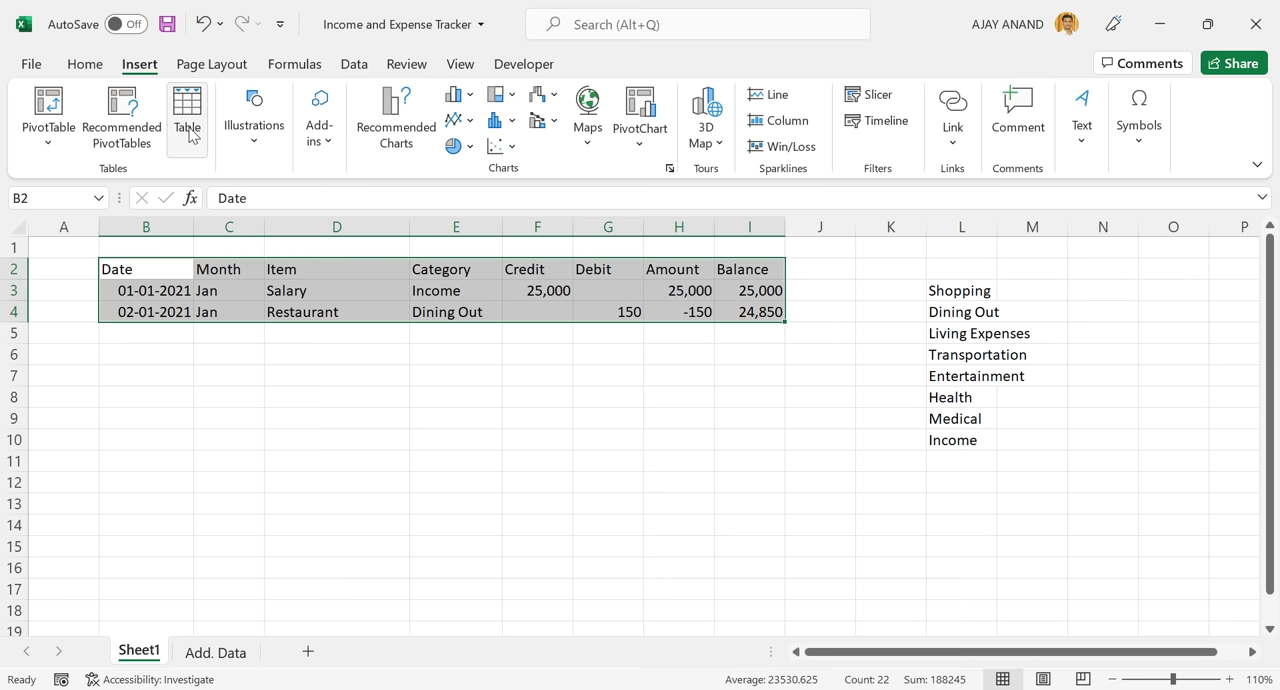 AutoSave Off Income and Expense Tracker Search (Alt+Q) AJAY ANAND
File Home Insert Page Layout Formulas Data Review View Developer Comments Share
PivotTable
Recommended PivotTables
Table
Tables
Illustrations
Add-ins
Recommended Charts
Maps
PivotChart
Charts
3D Map
Tours
Line
Column
Win/Loss
Sparklines
Slicer
Timeline
Filters
Link
Links
Comment
Comments
Text
Symbols
B2 fx Date
A B C D E F G H I J K L M N O P
1
2 Date Month Item Category Credit Debit Amount Balance
3 01-01-2021 Jan Salary Income 25,000 25,000 25,000 Shopping
4 02-01-2021 Jan Restaurant Dining Out 150 -150 24,850 Dining Out
5 Living Expenses
6 Transportation
7 Entertainment
8 Health
9 Medical
10 Income
11
12
13
14
15
16
17
18
19
Sheet1 Add. Data
Ready Accessibility: Investigate Average: 23530.625 Count: 22 Sum: 188245 110%